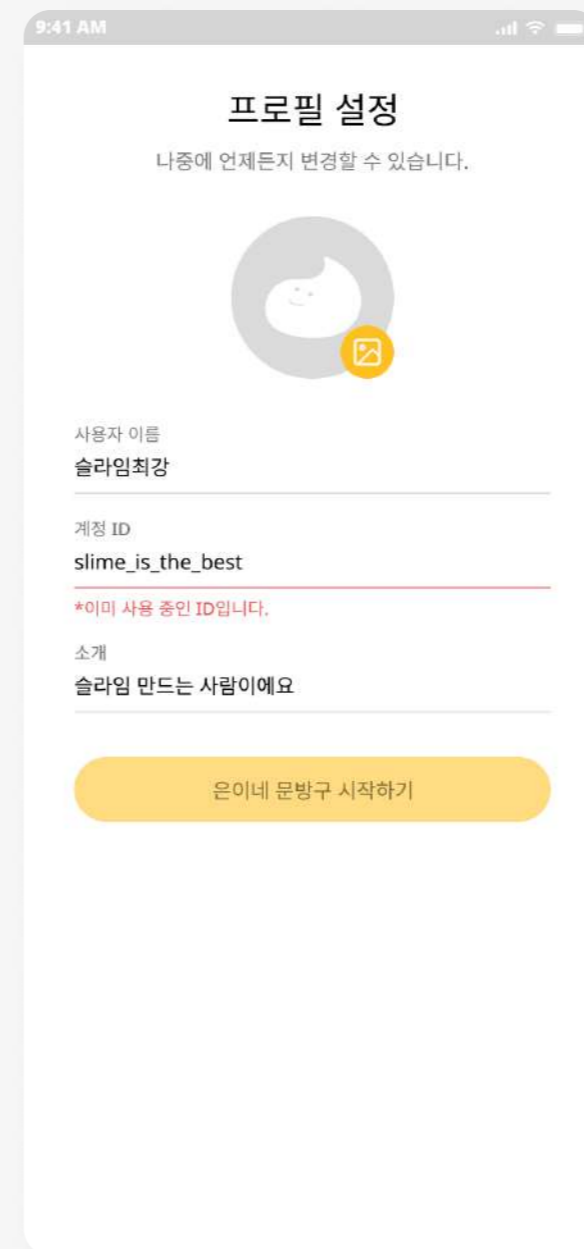 9:41 AM
프로필 설정
나중에 언제든지 변경할 수 있습니다.
사용자 이름
슬라임최강
계정 ID
slime_is_the_best
*이미 사용 중인 ID입니다.
소개
슬라임 만드는 사람이에요
은이네 문방구 시작하기